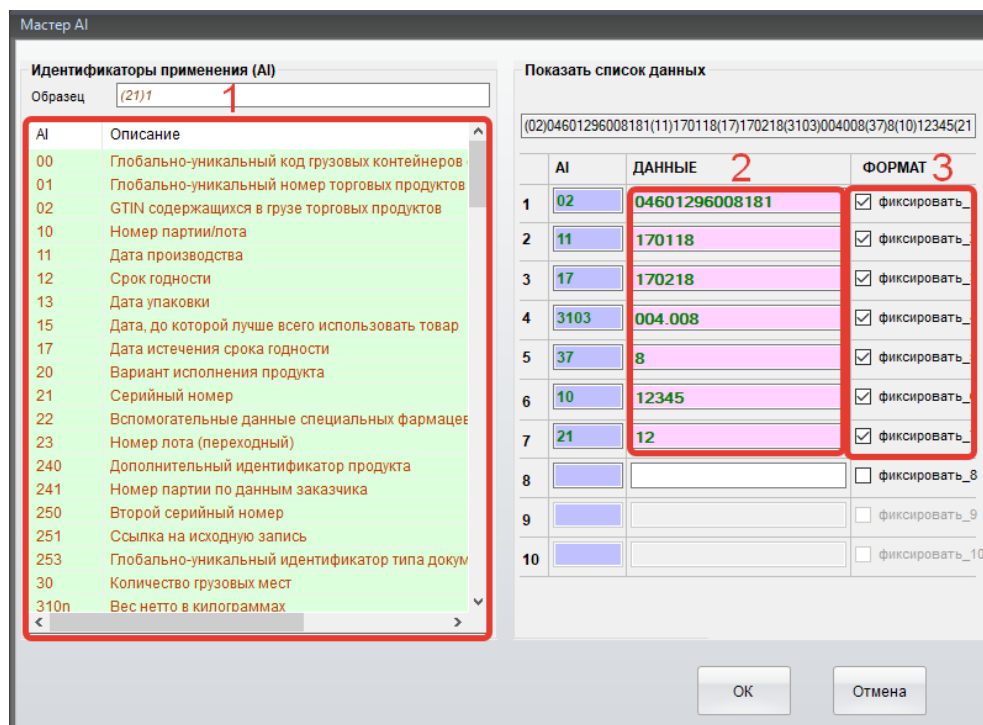 Мастер AI
Идентификаторы применения (AI)
Образец (21)1
1
AI Описание
00 Глобально-уникальный код грузовых контейнеров
01 Глобально-уникальный номер торговых продуктов
02 GTIN содержащихся в грузе торговых продуктов
10 Номер партии/лота
11 Дата производства
12 Срок годности
13 Дата упаковки
15 Дата, до которой лучше всего использовать товар
17 Дата истечения срока годности
20 Вариант исполнения продукта
21 Серийный номер
22 Вспомогательные данные специальных фармацев
23 Номер лота (переходный)
240 Дополнительный идентификатор продукта
241 Номер партии по данным заказчика
250 Второй серийный номер
251 Ссылка на исходную запись
253 Глобально-уникальный идентификатор типа докум
30 Количество грузовых мест
310n Вес нетто в килограммах
Показать список данных
(02)04601296008181(11)170118(17)170218(3103)004008(37)8(10)12345(21
AI ДАННЫЕ 2 ФОРМАТ 3
1 02 04601296008181 фиксировать_
2 11 170118 фиксировать_
3 17 170218 фиксировать_
4 3103 004.008 фиксировать_
5 37 8 фиксировать_
6 10 12345 фиксировать_
7 21 12 фиксировать_
8 фиксировать_8
9 фиксировать_9
10 фиксировать_10
ОК Отмена